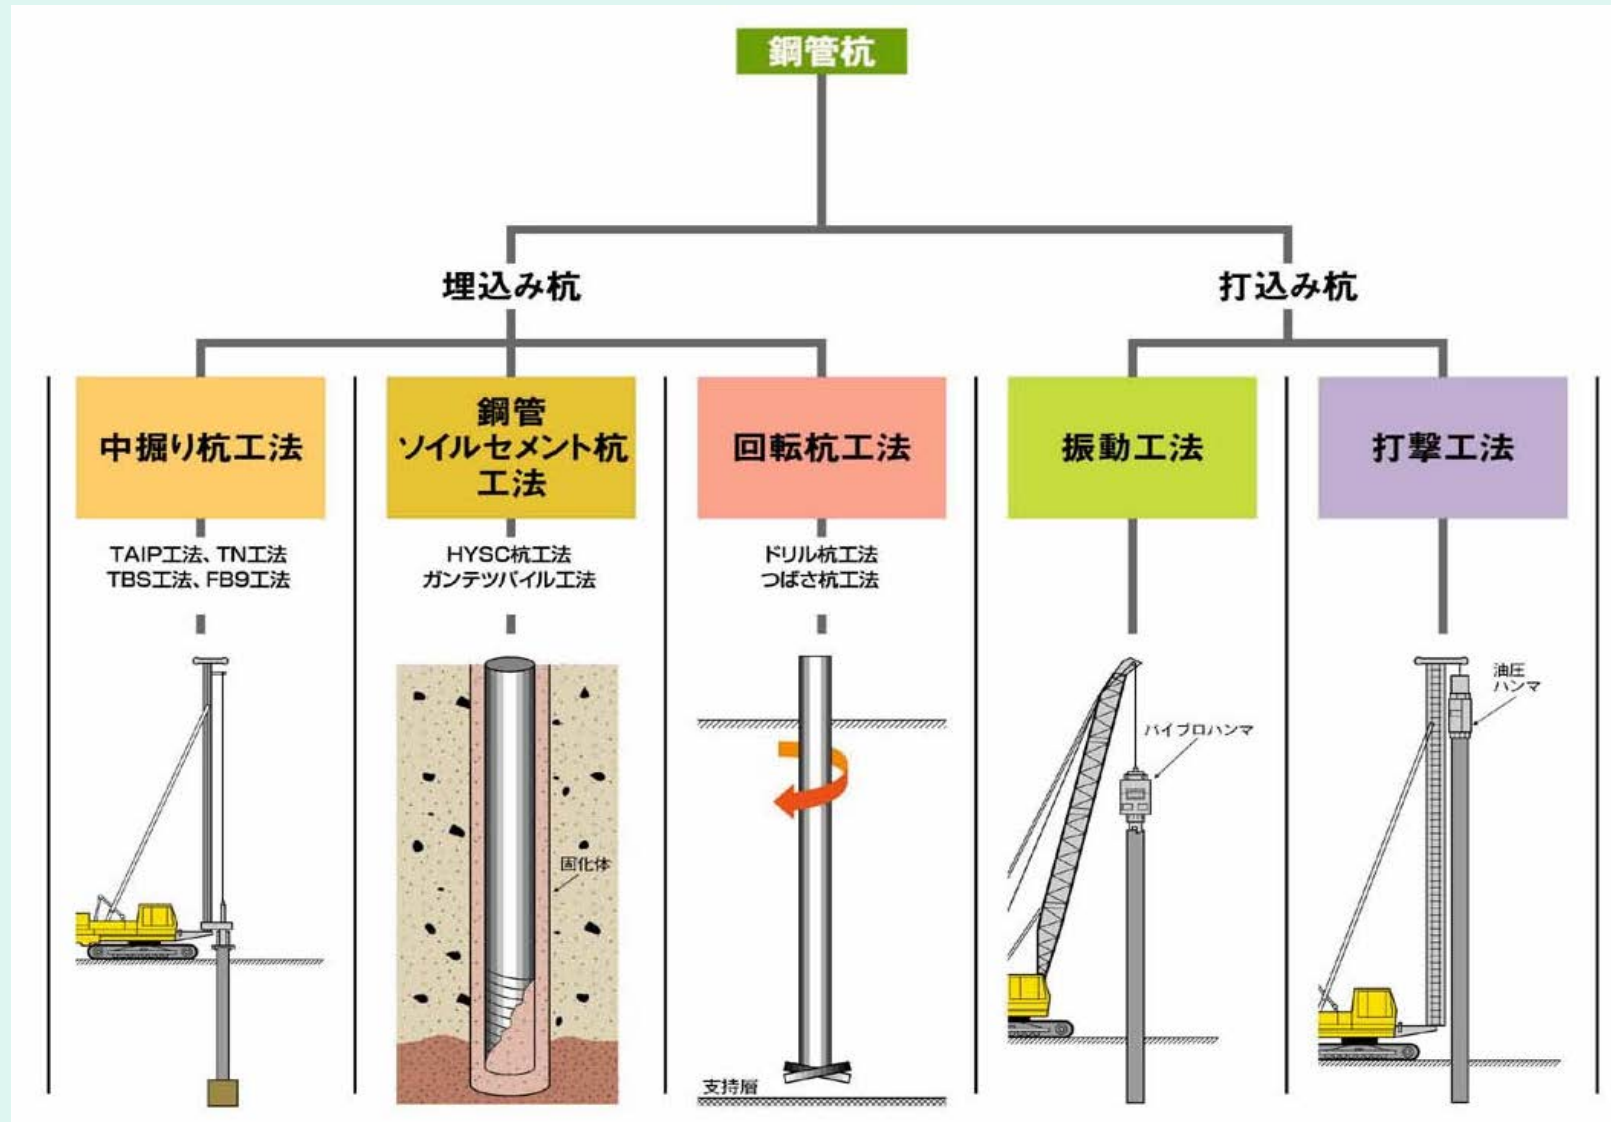 鋼管杭
埋込み杭
打込み杭
中掘り杭工法
鋼管
ソイルセメント杭
工法
回転杭工法
振動工法
打撃工法
TAIP工法、TN工法
TBS工法、FB9工法
HYSC杭工法
ガンテツパイル工法
ドリル杭工法
つばさ杭工法
固化体
支持層
バイブロハンマ
油圧
ハンマ